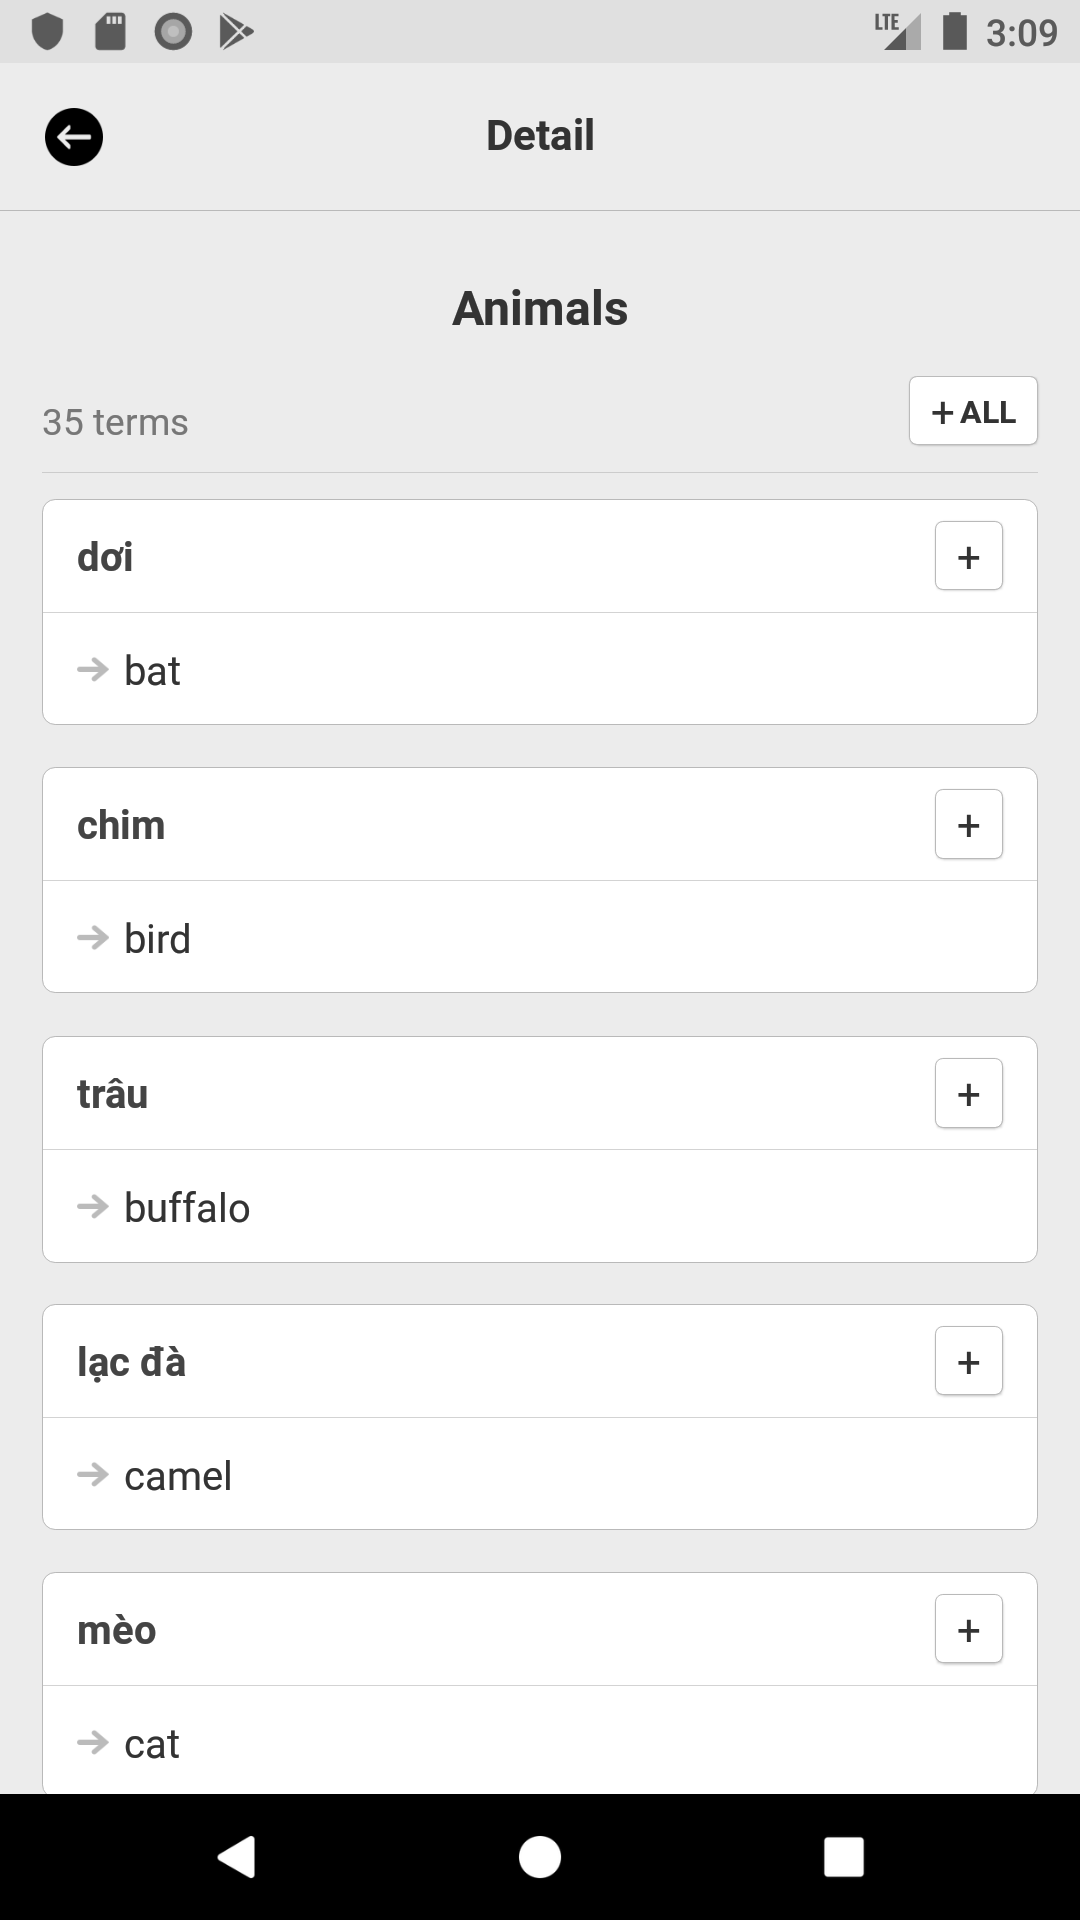 LTE 3:09
Detail
Animals
35 terms
+ ALL
dơi
+
bat
chim
+
bird
trâu
+
buffalo
lạc đà
+
camel
mèo
+
cat